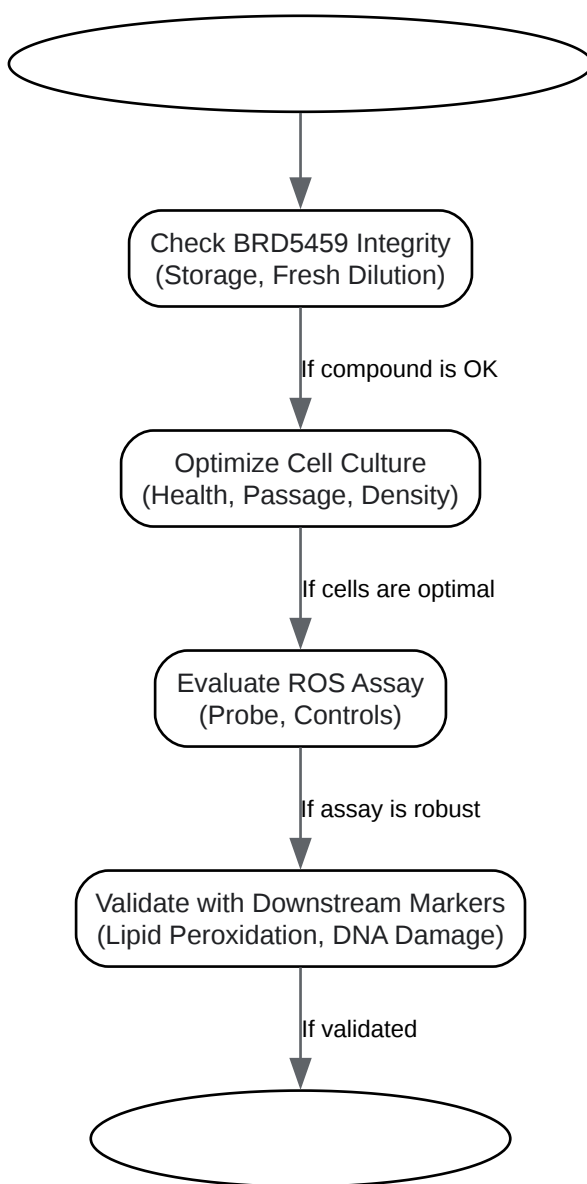 Check BRD5459 Integrity
(Storage, Fresh Dilution)
If compound is OK
Optimize Cell Culture
(Health, Passage, Density)
If cells are optimal
Evaluate ROS Assay
(Probe, Controls)
If assay is robust
Validate with Downstream Markers
(Lipid Peroxidation, DNA Damage)
If validated